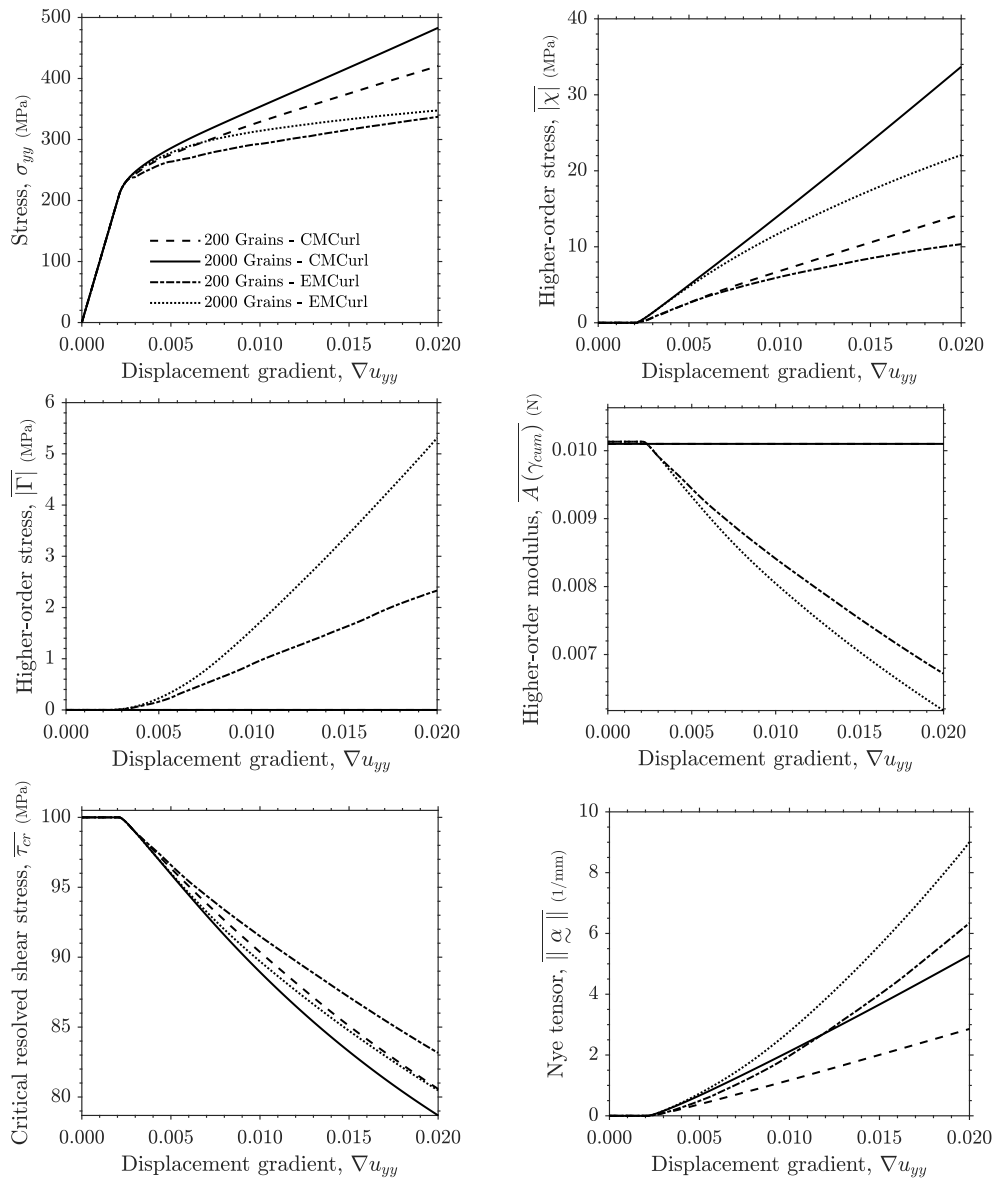 500
400
300
200
100
0
Stress, σyy (MPa)
200 Grains - CMCurl
2000 Grains - CMCurl
200 Grains - EMCurl
2000 Grains - EMCurl
0.000 0.005 0.010 0.015 0.020
Displacement gradient, ∇uyy
40
30
20
10
0
Higher-order stress, |χ| (MPa)
0.000 0.005 0.010 0.015 0.020
Displacement gradient, ∇uyy
6
5
4
3
2
1
0
Higher-order stress, |Γ| (MPa)
0.000 0.005 0.010 0.015 0.020
Displacement gradient, ∇uyy
0.010
0.009
0.008
0.007
Higher-order modulus, A(γcum) (N)
0.000 0.005 0.010 0.015 0.020
Displacement gradient, ∇uyy
100
95
90
85
80
Critical resolved shear stress, τcr (MPa)
0.000 0.005 0.010 0.015 0.020
Displacement gradient, ∇uyy
10
8
6
4
2
0
Nye tensor, || α || (1/mm)
0.000 0.005 0.010 0.015 0.020
Displacement gradient, ∇uyy